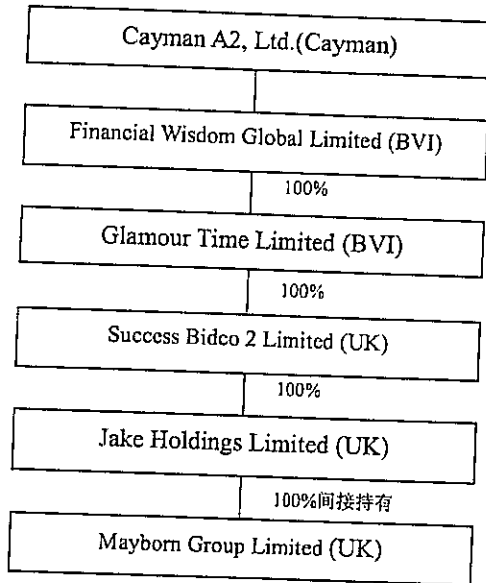 Cayman A2, Ltd.(Cayman)
Financial Wisdom Global Limited (BVI)
100%
Glamour Time Limited (BVI)
100%
Success Bidco 2 Limited (UK)
100%
Jake Holdings Limited (UK)
100%间接持有
Mayborn Group Limited (UK)